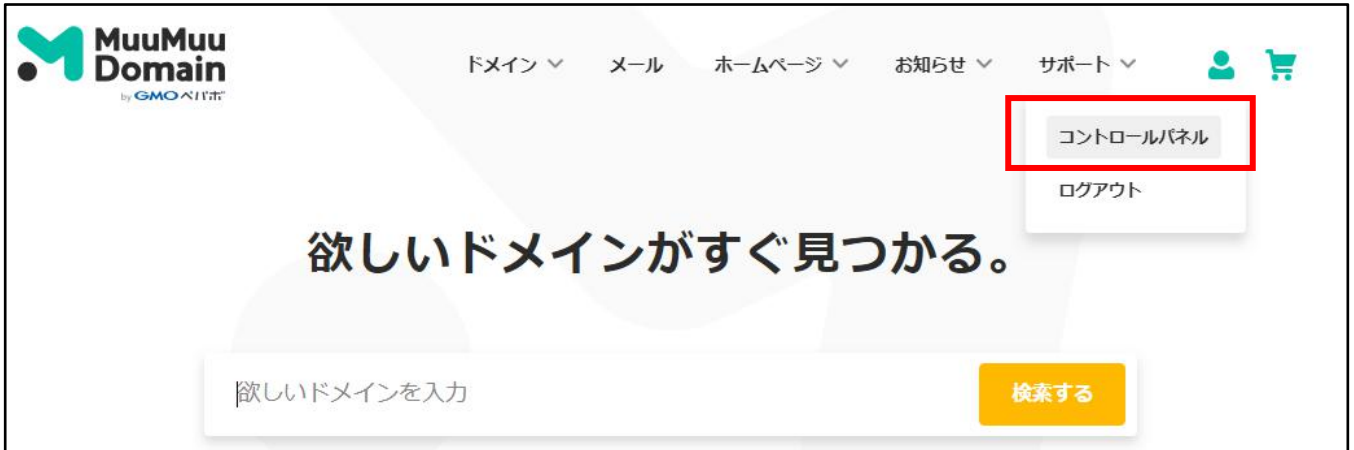 MuuMuu
Domain
by GMOペパボ
ドメイン メール ホームページ お知らせ サポート
コントロールパネル
ログアウト
欲しいドメインがすぐ見つかる。
欲しいドメインを入力
検索する